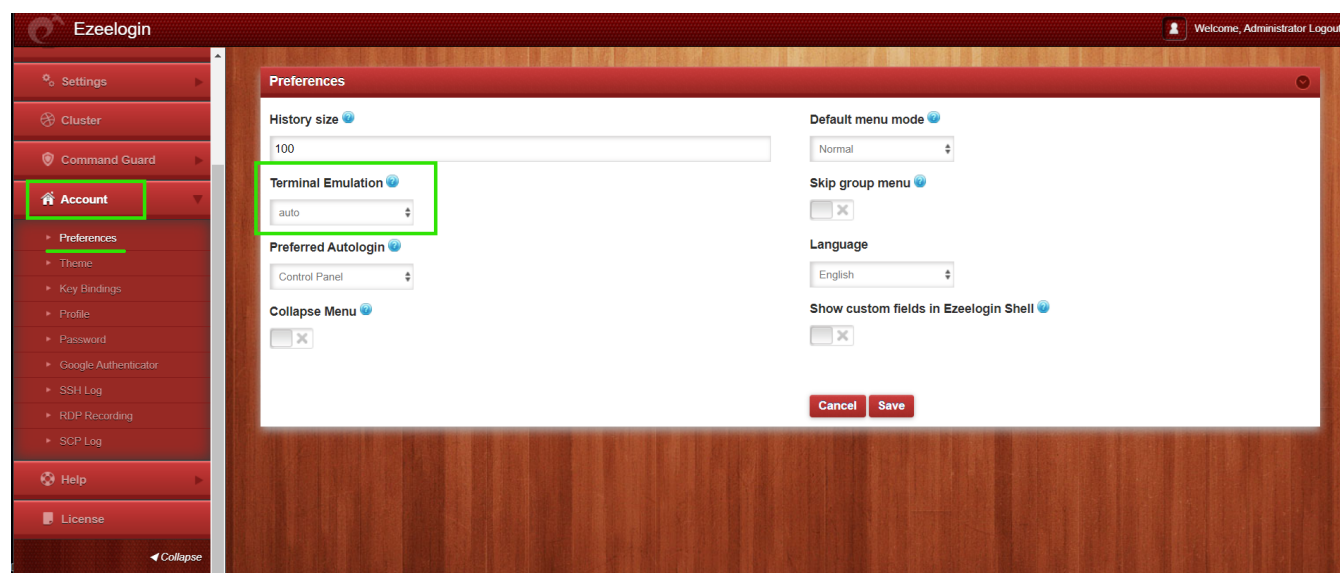 Ezeelogin
Welcome, Administrator Logout
Settings
Cluster
Command Guard
Account
Preferences
Theme
Key Bindings
Profile
Password
Google Authenticator
SSH Log
RDP Recording
SCP Log
Help
License
Collapse
Preferences
History size
100
Terminal Emulation
auto
Preferred Autologin
Control Panel
Collapse Menu
Default menu mode
Normal
Skip group menu
Language
English
Show custom fields in Ezeelogin Shell
Cancel Save